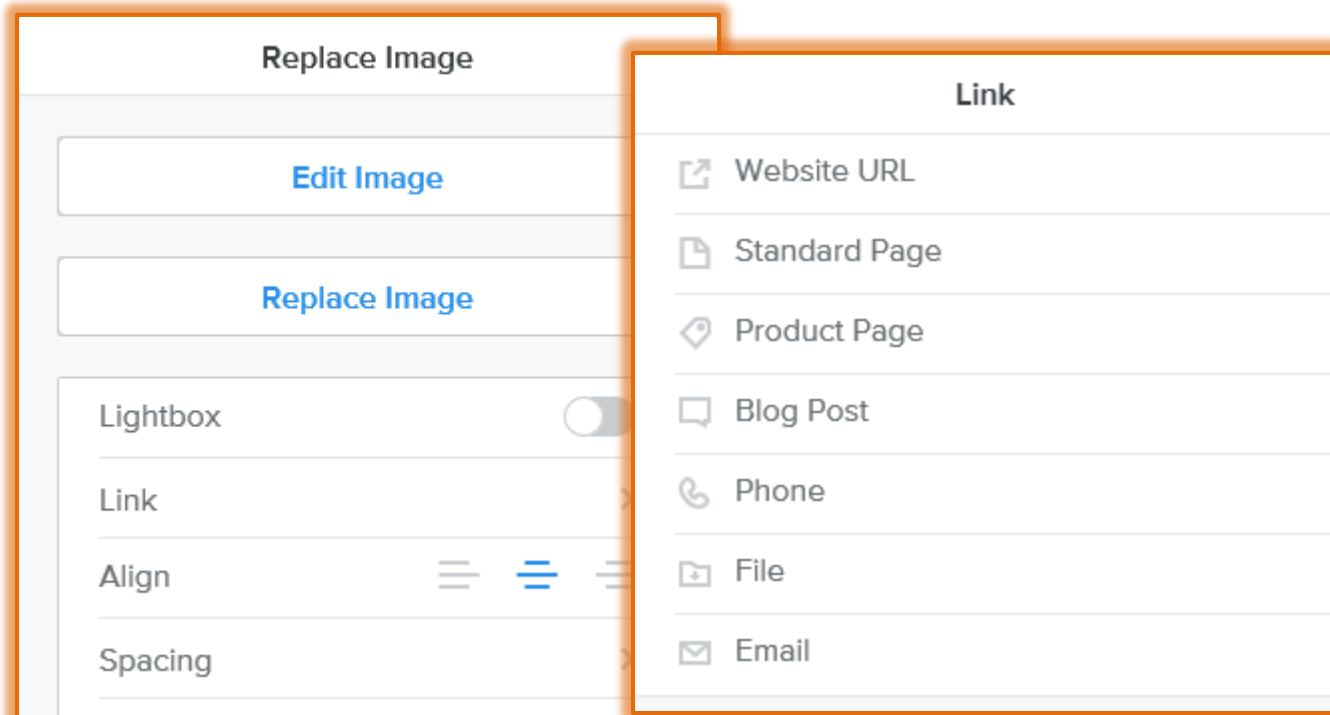 Replace Image
Edit Image
Replace Image
Lightbox
Link
Align
Spacing
Link
Website URL
Standard Page
Product Page
Blog Post
Phone
File
Email